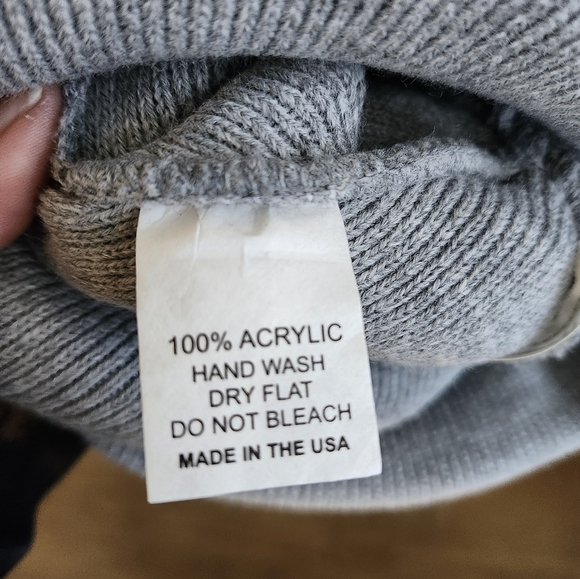 100% ACRYLIC
HAND WASH
DRY FLAT
DO NOT BLEACH
MADE IN THE USA